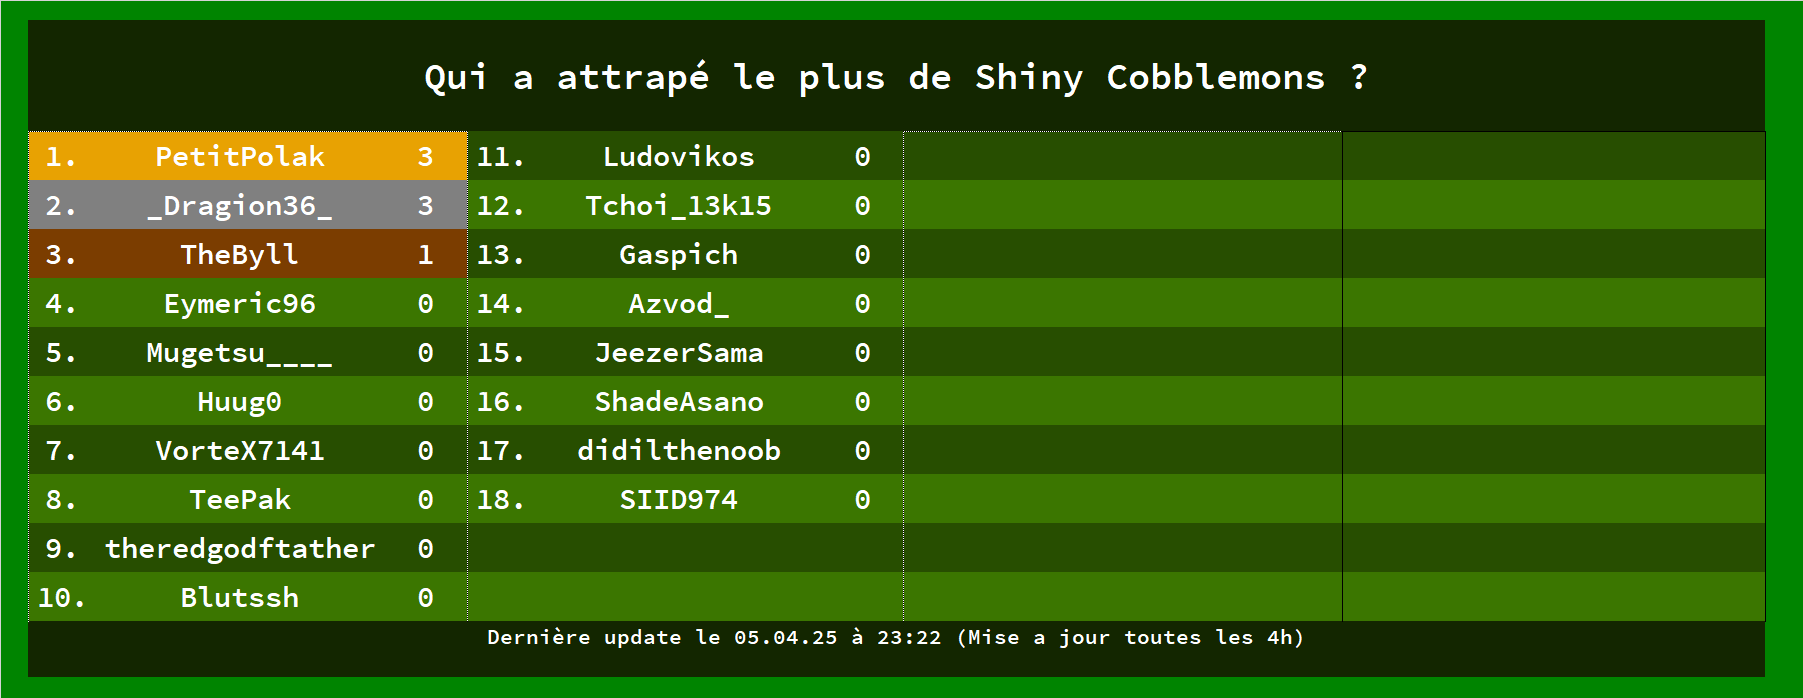 Qui a attrapé le plus de Shiny Cobblemons ?
1. PetitPolak 3
2. _Dragion36_ 3
3. TheByll 1
4. Eymeric96 0
5. Mugetsu____ 0
6. Huug0 0
7. VorteX7141 0
8. TeePak 0
9. theredgodftather 0
10. Blutssh 0
11. Ludovikos 0
12. Tchoi_13k15 0
13. Gaspich 0
14. Azvod_ 0
15. JeezerSama 0
16. ShadeAsano 0
17. didilthenoob 0
18. SIID974 0
Dernière update le 05.04.25 à 23:22 (Mise a jour toutes les 4h)